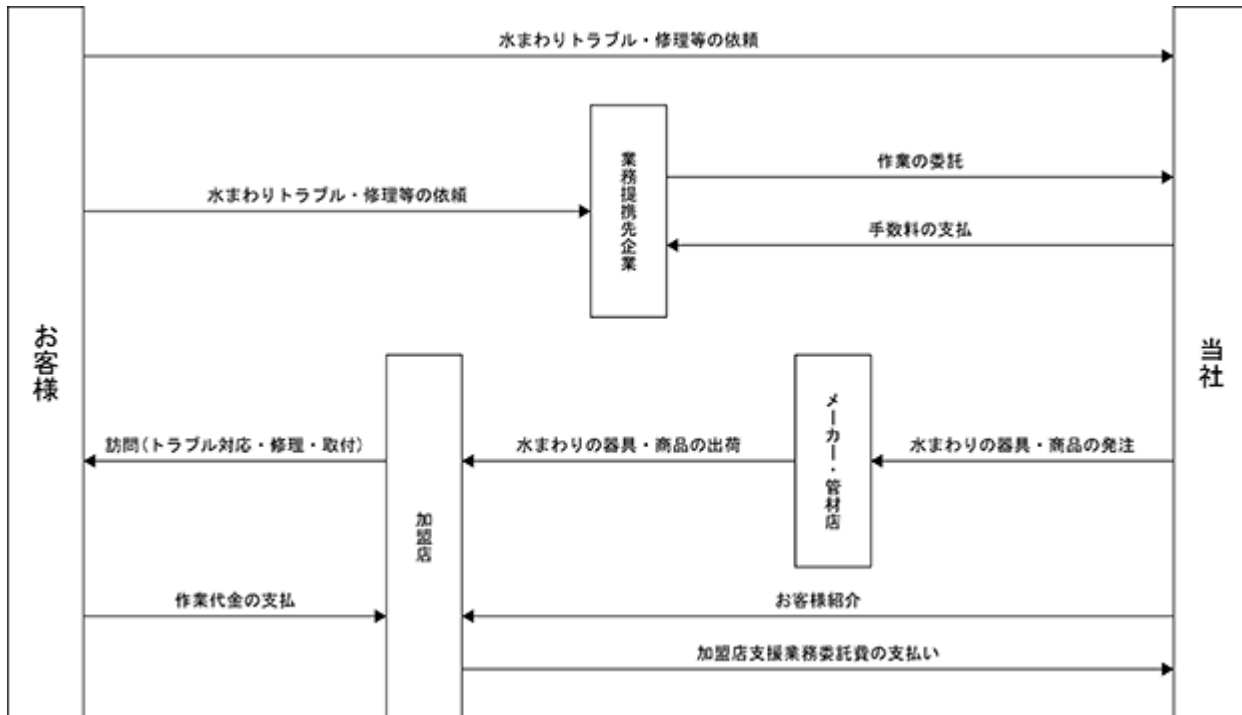 水まわりトラブル・修理等の依頼
業務提携先企業
作業の委託
水まわりトラブル・修理等の依頼
手数料の支払
お客様
当社
メーカー・管材店
訪問(トラブル対応・修理・取付)
水まわりの器具・商品の出荷
水まわりの器具・商品の発注
加盟店
作業代金の支払
お客様紹介
加盟店支援業務委託費の支払い